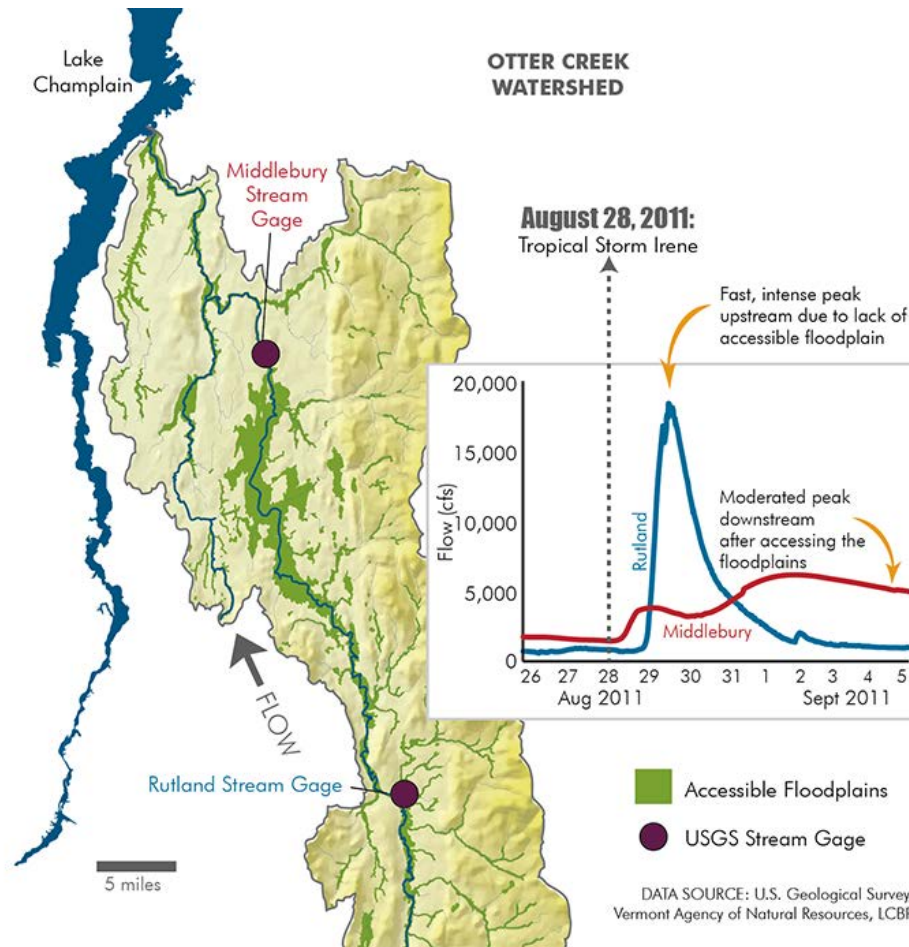 Lake
Champlain
OTTER CREEK
WATERSHED
Middlebury
Stream
Gage
August 28, 2011:
Tropical Storm Irene
Fast, intense peak
upstream due to lack of
accessible floodplain
20,000
15,000
10,000
5,000
0
Flow (cfs)
Rutland
Moderated peak
downstream
after accessing the
floodplains
Middlebury
26 27 28 29 30 31 1 2 3 4 5
Aug 2011 Sept 2011
FLOW
Rutland Stream Gage
Accessible Floodplains
USGS Stream Gage
5 miles
DATA SOURCE: U.S. Geological Survey
Vermont Agency of Natural Resources, LCBP